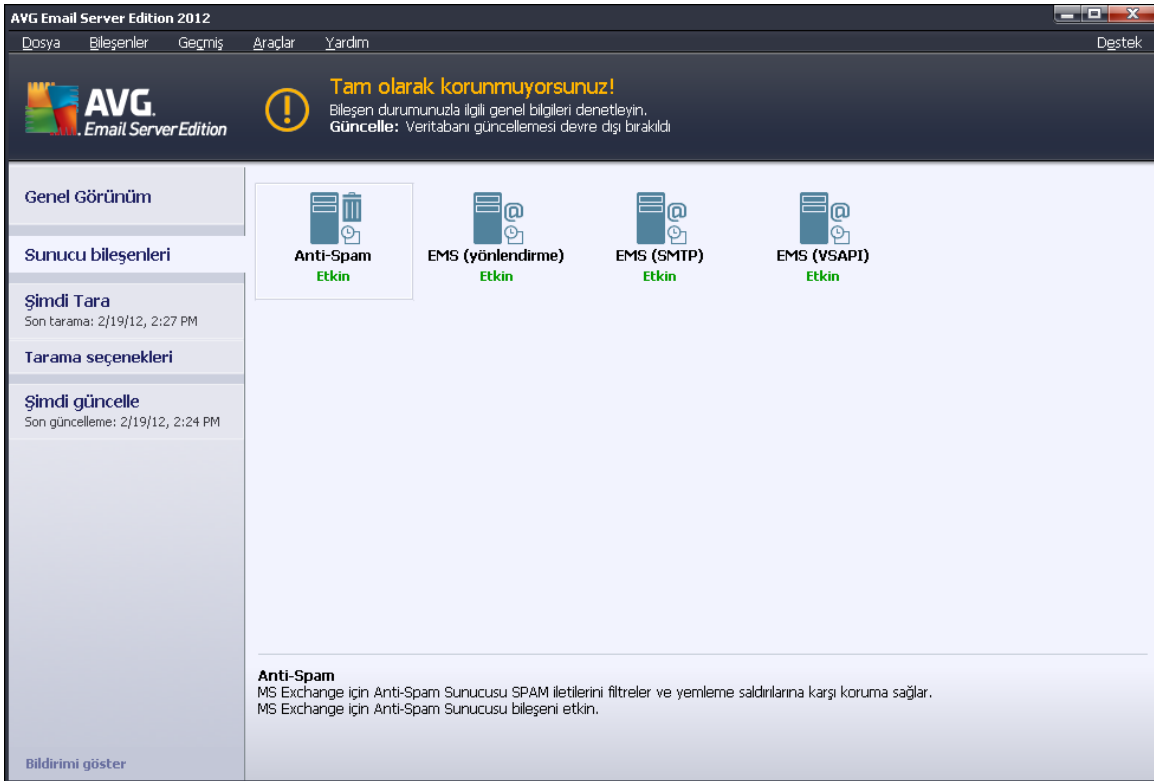 AVG Email Server Edition 2012
Dosya Bileşenler Geçmiş Araçlar Yardım Destek
AVG.
Email Server Edition
Tam olarak korunmuyorsunuz!
Bileşen durumunuzla ilgili genel bilgileri denetleyin.
Güncelle: Veritabanı güncellemesi devre dışı bırakıldı
Genel Görünüm
Sunucu bileşenleri
Şimdi Tara
Son tarama: 2/19/12, 2:27 PM
Tarama seçenekleri
Şimdi güncelle
Son güncelleme: 2/19/12, 2:24 PM
Bildirimi göster
Anti-Spam EMS (yönlendirme) EMS (SMTP) EMS (VSAPI)
Etkin Etkin Etkin Etkin
Anti-Spam
MS Exchange için Anti-Spam Sunucusu SPAM iletilerini filtreler ve yemleme saldırılarına karşı koruma sağlar.
MS Exchange için Anti-Spam Sunucusu bileşeni etkin.